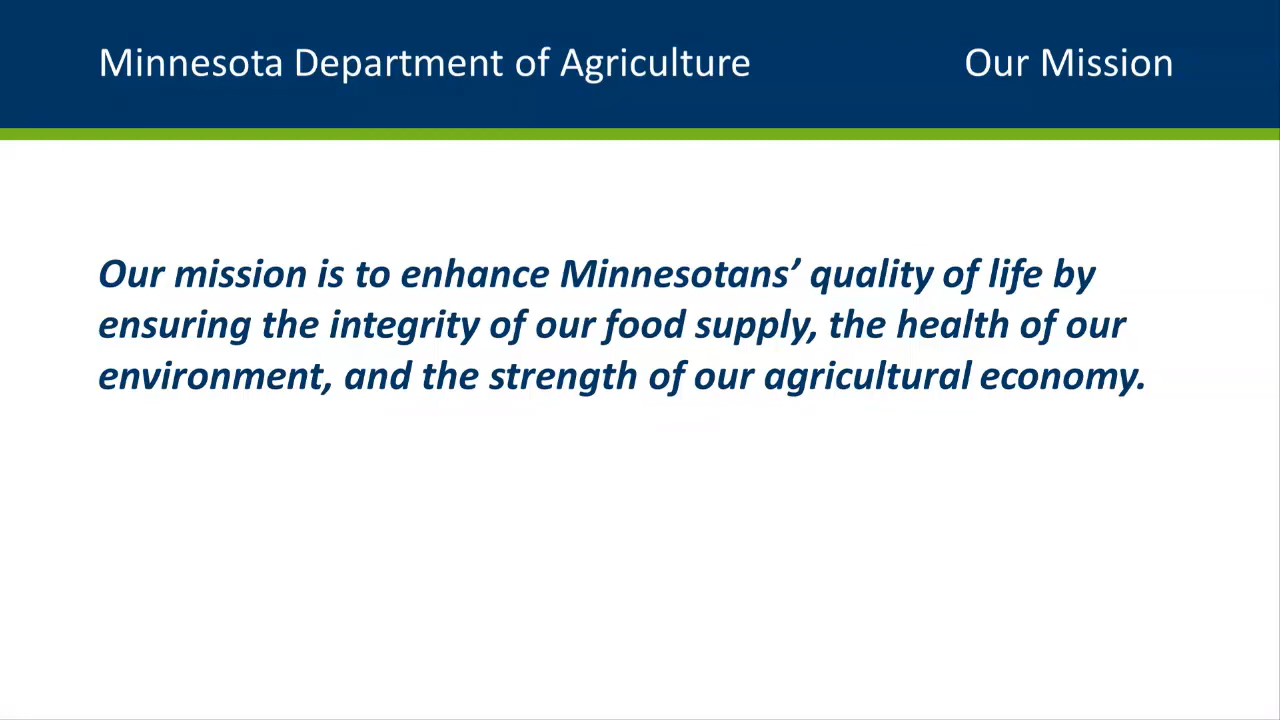 Minnesota Department of Agriculture Our Mission
Our mission is to enhance Minnesotans’ quality of life by
ensuring the integrity of our food supply, the health of our
environment, and the strength of our agricultural economy.